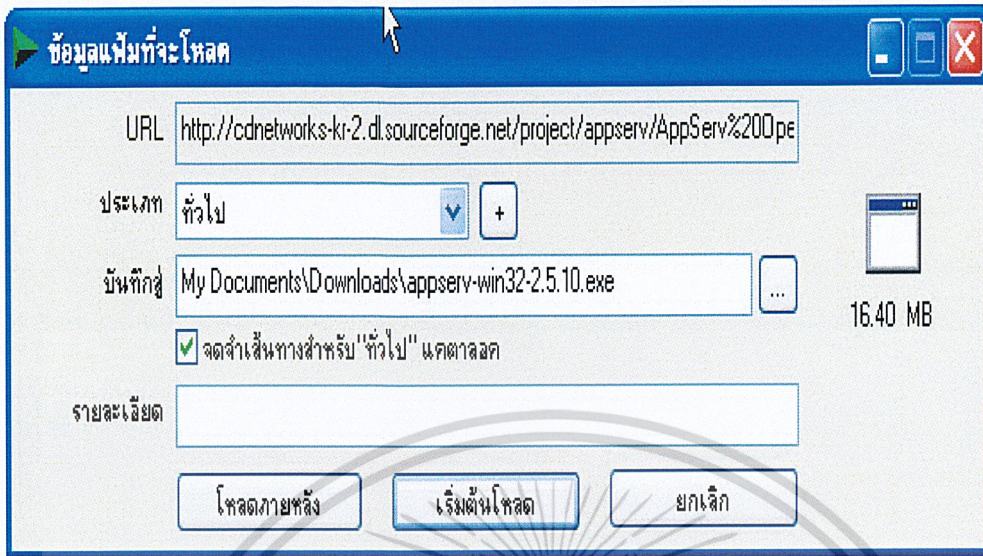 ข้อมูลแฟ้มที่จะโหลด
URL http://cdnetworks-kr-2.dl.sourceforge.net/project/appserv/AppServ%20Ope
ประเภท ทั่วไป +
บันทึกสู่ My Documents\Downloads\appserv-win32-2.5.10.exe ...
16.40 MB
จดจำเส้นทางสำหรับ"ทั่วไป" แคตาลอค
รายละเอียด
โหลดภายหลัง เริ่มต้นโหลด ยกเลิก